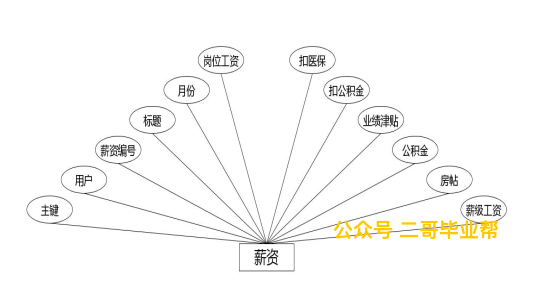 岗位工资
扣医保
月份
扣公积金
标题
业绩津贴
薪资编号
公积金
用户
房帖
主键
薪级工资
公众号 二哥毕业帮
薪资